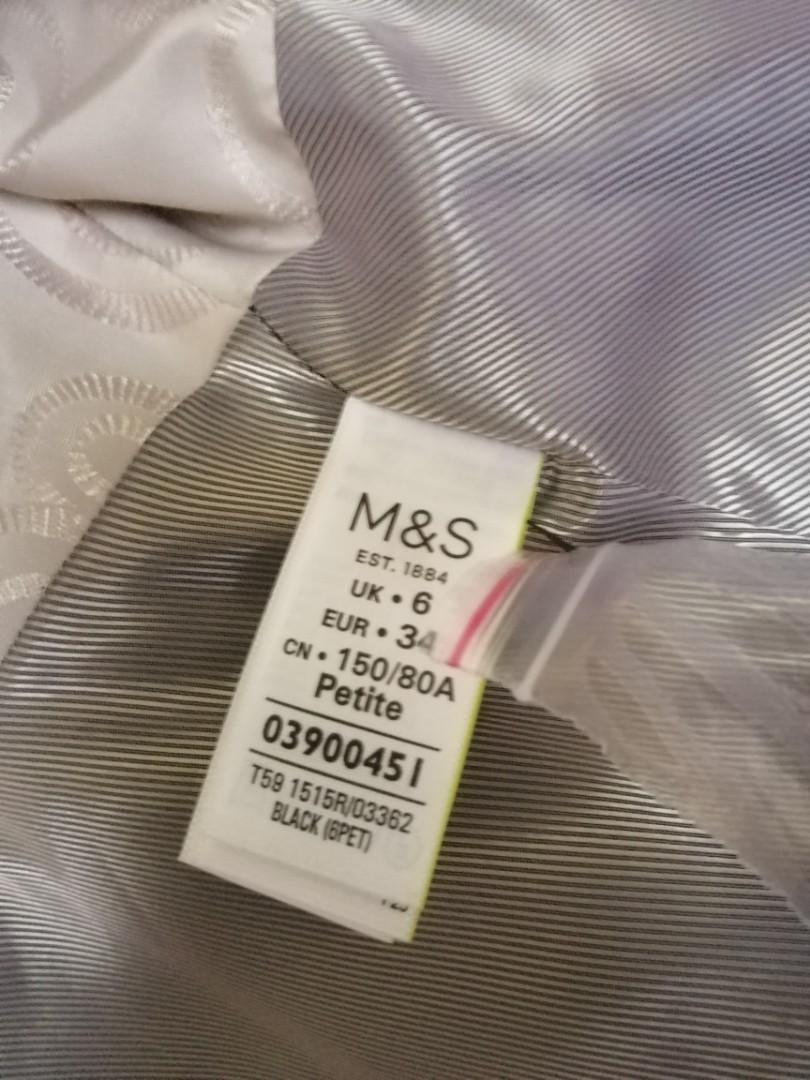 M&S
EST. 1884
UK • 6
EUR • 34
CN • 150/80A
Petite
03900451
T59 1515R/03362
BLACK (6PET)